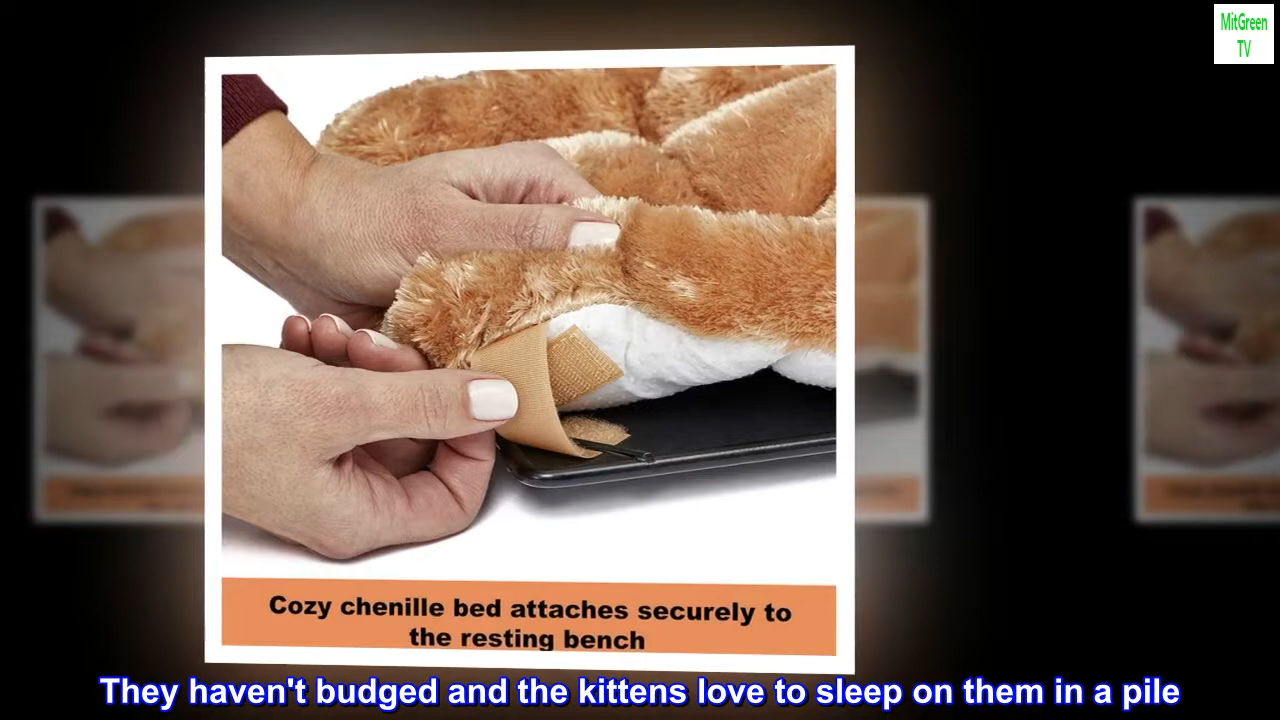 MitGreen
TV
Cozy chenille bed attaches securely to
the resting bench
They haven't budged and the kittens love to sleep on them in a pile